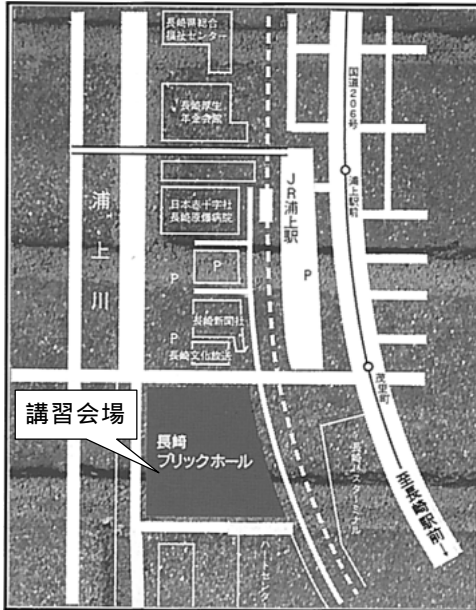 長崎県総合
福祉センター
長崎厚生
年金会館
国道206号
浦上駅前
JR浦上駅
日本赤十字社
長崎原爆病院
浦上川
P
P
P
長崎新聞社
P
長崎文化放送
茂里町
講習会場
長崎
ブリックホール
至長崎駅前